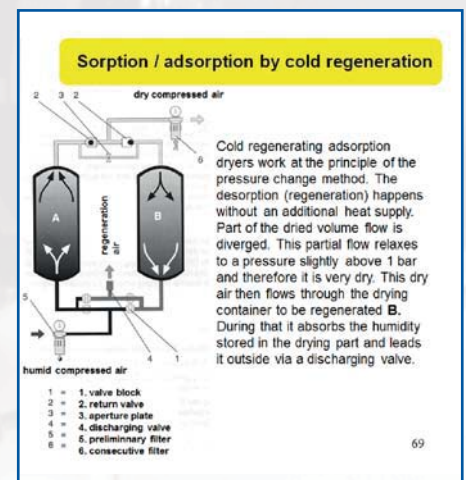 Sorption / adsorption by cold regeneration
2 3 2
dry compressed air
1
6
A
B
regeneration
air
5
4
1
humid compressed air
Cold regenerating adsorption
dryers work at the principle of the
pressure change method. The
desorption (regeneration) happens
without an additional heat supply.
Part of the dried volume flow is
diverged. This partial flow relaxes
to a pressure slightly above 1 bar
and therefore it is very dry. This dry
air then flows through the drying
container to be regenerated B.
During that it absorbs the humidity
stored in the drying part and leads
it outside via a discharging valve.
1 = 1. valve block
2 = 2. return valve
3 = 3. aperture plate
4 = 4. discharging valve
5 = 5. preliminnary filter
6 = 6. consecutive filter
69